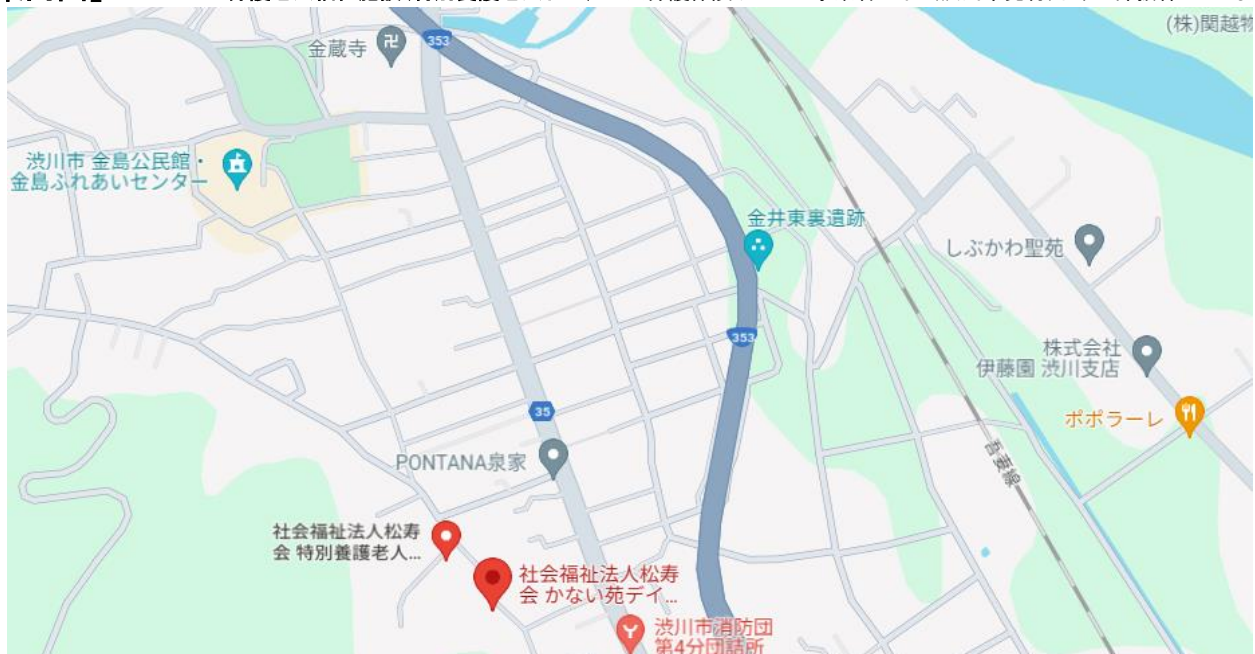 (株)関越物
353
金蔵寺
渋川市 金島公民館・
金島ふれあいセンター
金井東裏遺跡
しぶかわ聖苑
353
株式会社
伊藤園 渋川支店
35
ポポラーレ
PONTANA泉家
吾妻線
社会福祉法人松寿
会 特別養護老人...
社会福祉法人松寿
会 かない苑デイ...
渋川市消防団
第4分団詰所